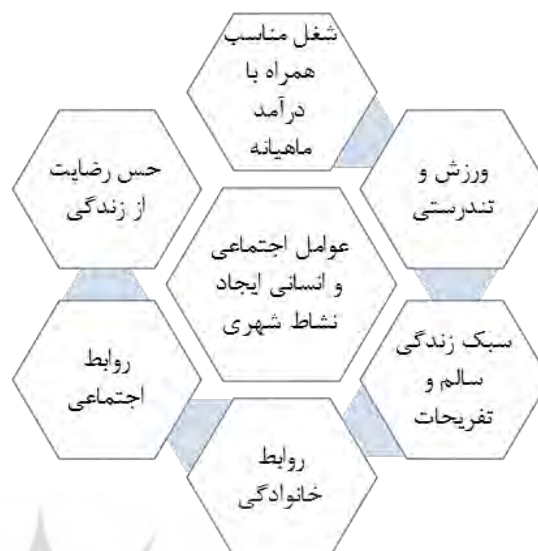 شغل مناسب
همراه با
درآمد
ماهیانه
ورزش و
تندرستی
سبک زندگی
سالم و
تفریحات
روابط
خانوادگی
روابط
اجتماعی
حس رضایت
از زندگی
عوامل اجتماعی
و انسانی ایجاد
نشاط شهری